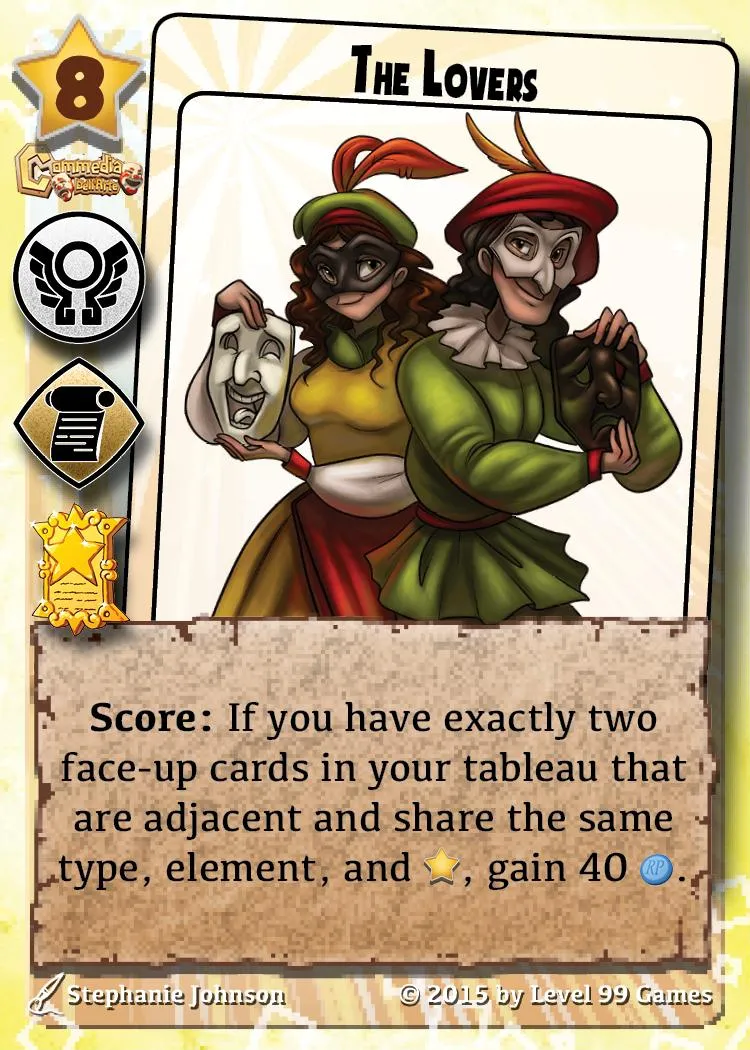 8
The Lovers
Commedia
Dell'Arte
Score: If you have exactly two
face-up cards in your tableau that
are adjacent and share the same
type, element, and , gain 40 RP.
Stephanie Johnson
© 2015 by Level 99 Games